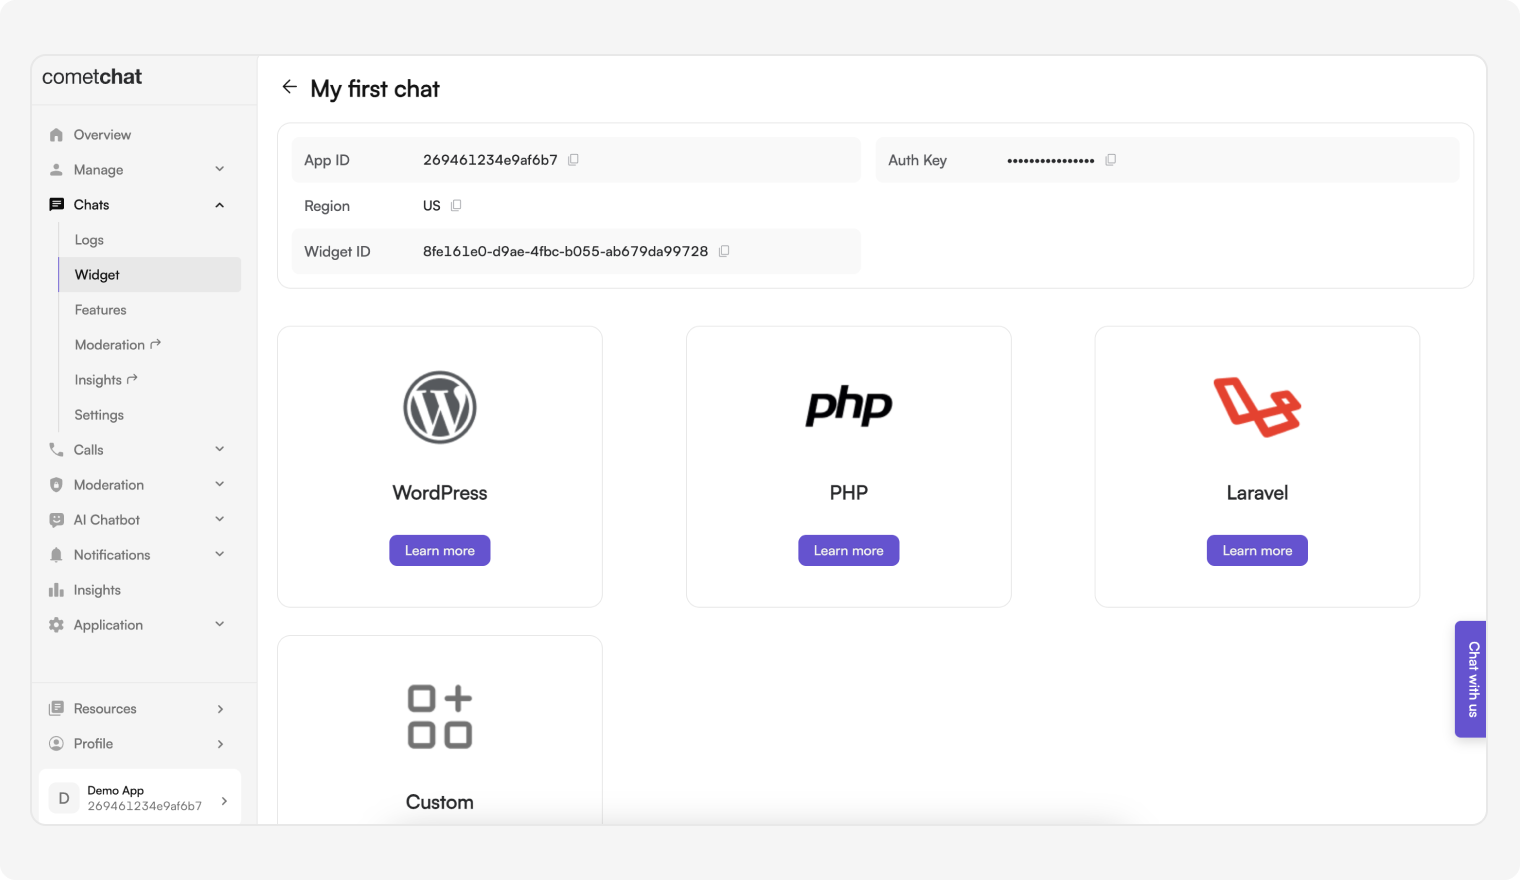 cometchat
Overview
Manage
Chats
Logs
Widget
Features
Moderation
Insights
Settings
Calls
Moderation
AI Chatbot
Notifications
Insights
Application
Resources
Profile
D
Demo App
269461234e9af6b7
My first chat
App ID 269461234e9af6b7
Auth Key ••••••••••••••••
Region US
Widget ID 8fe161e0-d9ae-4fbc-b055-ab679da99728
WordPress
Learn more
php
PHP
Learn more
Laravel
Learn more
Custom
Chat with us